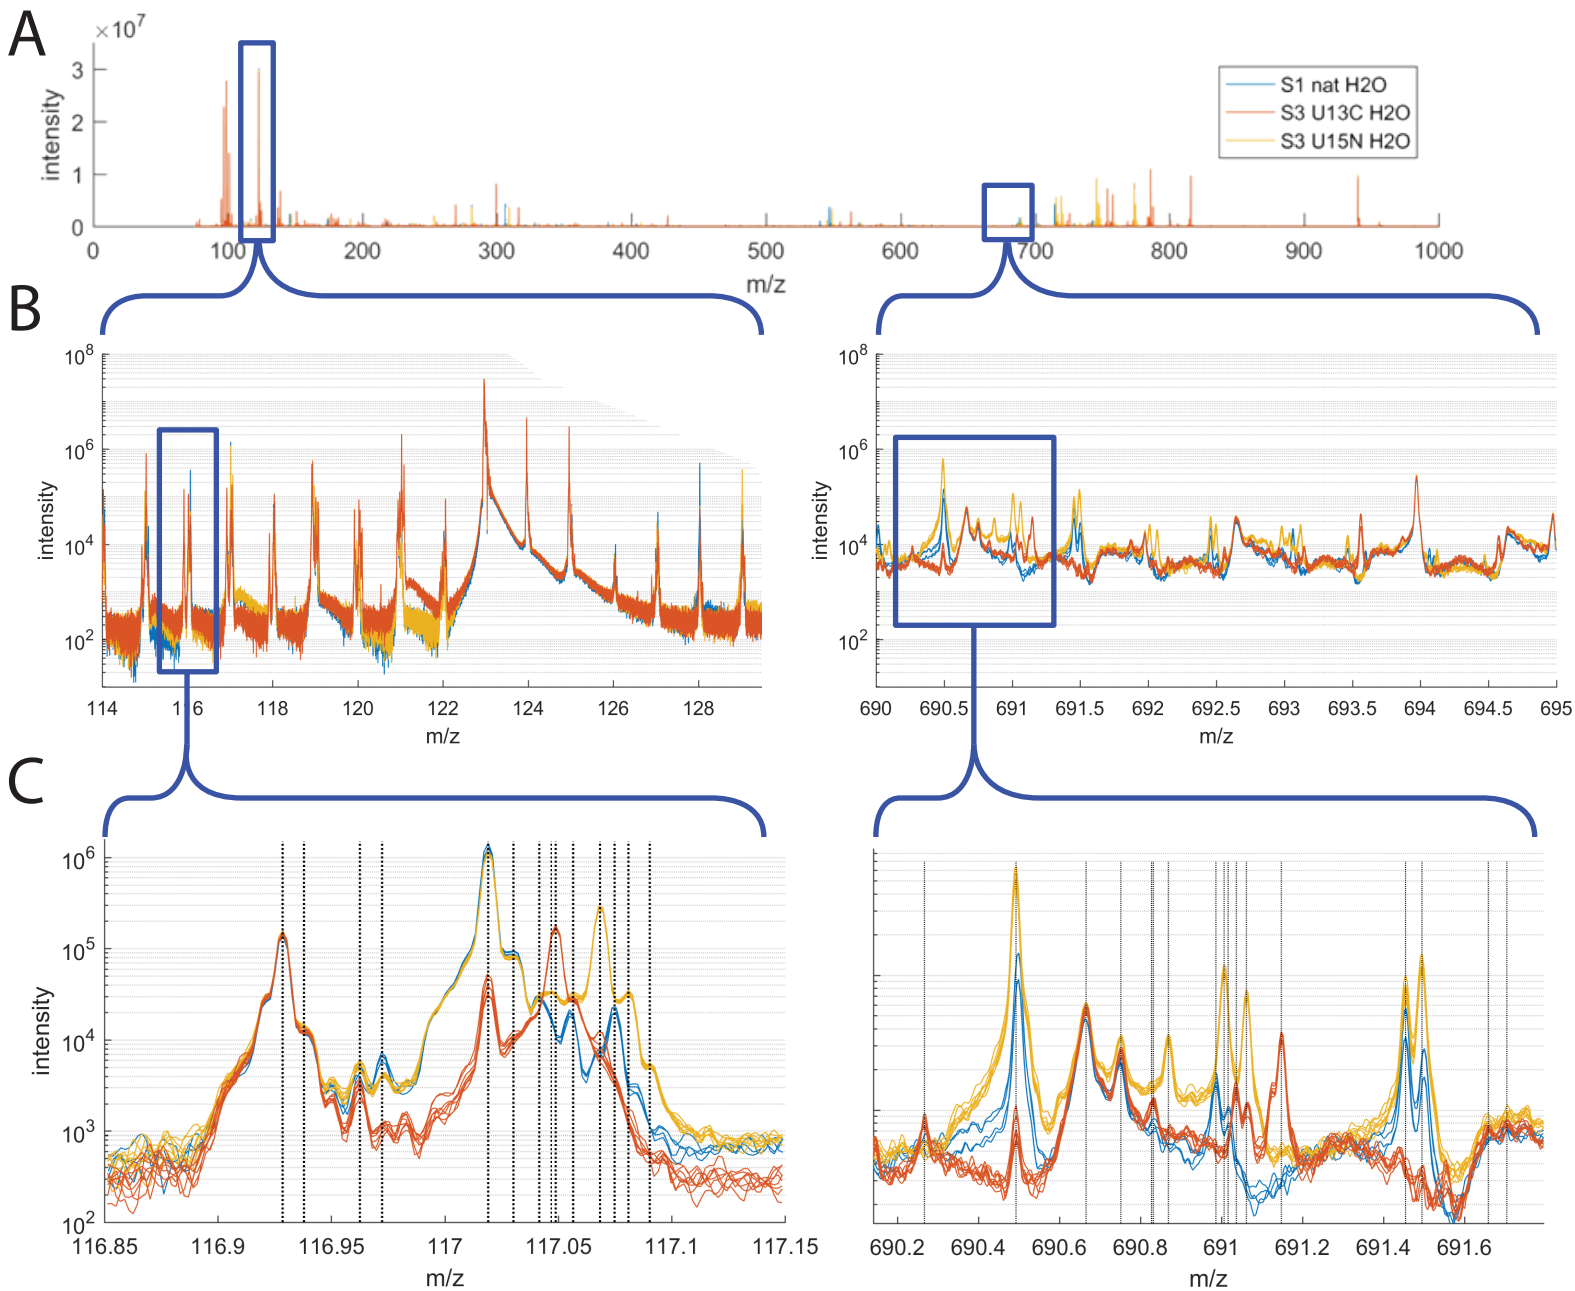 A
×10^7
3
2
1
0
intensity
0 100 200 300 400 500 600 700 800 900 1000
m/z
S1 nat H2O
S3 U13C H2O
S3 U15N H2O
B
10^8
10^6
10^4
10^2
intensity
114 116 118 120 122 124 126 128
m/z
10^8
10^6
10^4
10^2
intensity
690 690.5 691 691.5 692 692.5 693 693.5 694 694.5 695
m/z
C
10^6
10^5
10^4
10^3
10^2
intensity
116.85 116.9 116.95 117 117.05 117.1 117.15
m/z
690.2 690.4 690.6 690.8 691 691.2 691.4 691.6
m/z